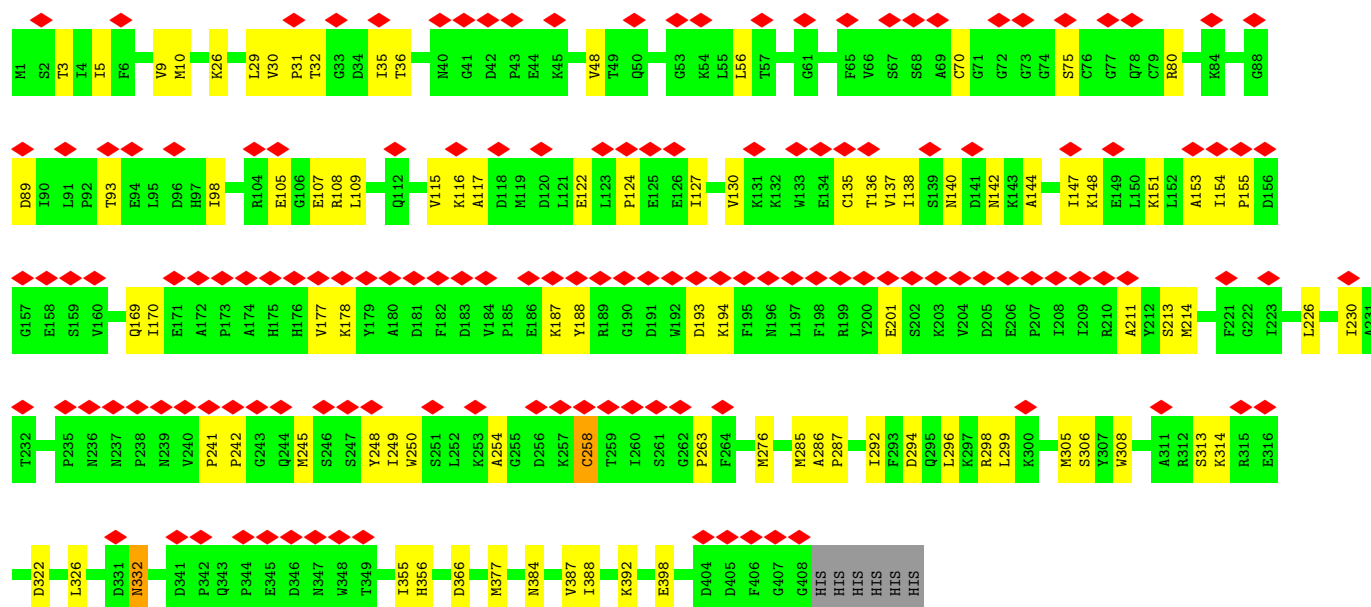 M1 S2 T3 I4 I5 F6 V9 M10 K26 L29 V30 P31 T32 G33 D34 I35 T36 N40 G41 D42 P43 E44 K45 V48 T49 Q50 G53 K54 L55 L56 T57 G61 F65 V66 S67 S68 A69 C70 G71 G72 G73 G74 S75 C76 G77 Q78 C79 R80 K84 G88
D89 I90 L91 P92 T93 E94 L95 D96 H97 I98 R104 E105 G106 E107 R108 L109 Q112 V115 K116 A117 D118 M119 D120 L121 E122 L123 P124 E125 E126 I127 V130 K131 K132 W133 E134 C135 T136 V137 I138 S139 N140 D141 N142 K143 A144 I147 K148 E149 L150 K151 L152 A153 I154 P155 D156
G157 E158 S159 V160 Q169 I170 E171 A172 P173 A174 H175 H176 V177 K178 Y179 A180 D181 F182 D183 V184 P185 E186 K187 Y188 R189 G190 D191 W192 D193 K194 F195 N196 L197 F198 R199 Y200 E201 S202 K203 V204 D205 E206 P207 I208 I209 R210 A211 Y212 S213 M214 F221 G222 I223 L226 I230 A231
T232 P235 N236 N237 P238 N239 V240 P241 P242 G243 Q244 M245 S246 S247 Y248 I249 W250 S251 L252 K253 A254 G255 D256 K257 C258 T259 I260 S261 G262 P263 F264 M276 M285 A286 P287 I292 F293 D294 Q295 L296 K297 R298 L299 K300 M305 S306 Y307 W308 A311 R312 S313 K314 R315 E316
D322 L326 D331 N332 D341 P342 Q343 P344 E345 D346 N347 W348 T349 I355 H356 D366 M377 N384 V387 I388 K392 E398 D404 D405 F406 G407 G408 HIS HIS HIS HIS HIS HIS